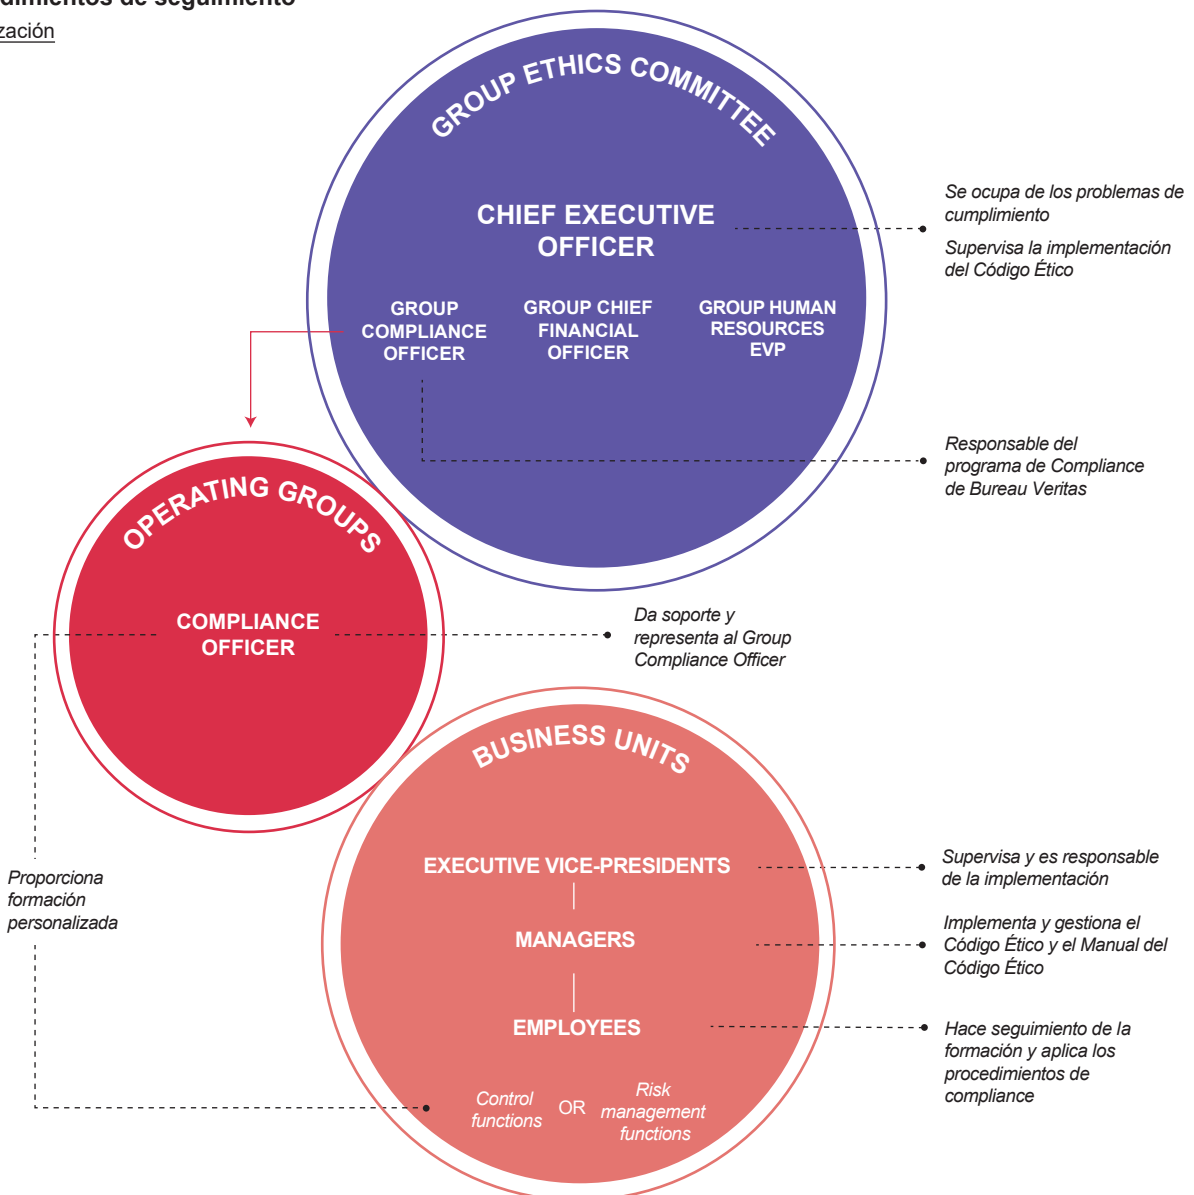 dimientos de seguimiento
zación
GROUP ETHICS COMMITTEE
CHIEF EXECUTIVE
OFFICER
GROUP
COMPLIANCE
OFFICER
GROUP CHIEF
FINANCIAL
OFFICER
GROUP HUMAN
RESOURCES
EVP
Se ocupa de los problemas de
cumplimiento
Supervisa la implementación
del Código Ético
Responsable del
programa de Compliance
de Bureau Veritas
OPERATING GROUPS
COMPLIANCE
OFFICER
Da soporte y
representa al Group
Compliance Officer
Proporciona
formación
personalizada
BUSINESS UNITS
EXECUTIVE VICE-PRESIDENTS
MANAGERS
EMPLOYEES
Control
functions
OR
Risk
management
functions
Supervisa y es responsable
de la implementación
Implementa y gestiona el
Código Ético y el Manual del
Código Ético
Hace seguimiento de la
formación y aplica los
procedimientos de
compliance